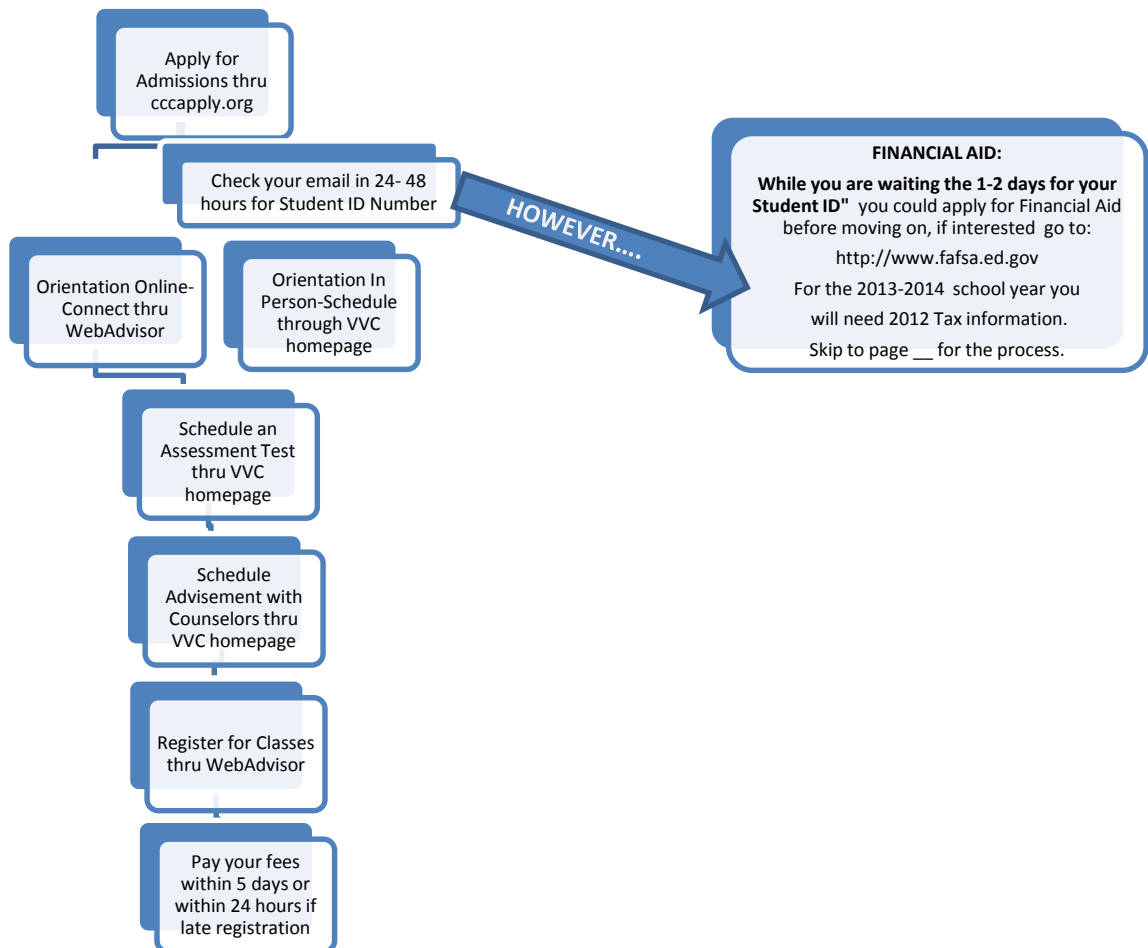 Apply for
Admissions thru
cccapply.org
Check your email in 24- 48
hours for Student ID Number
HOWEVER....
FINANCIAL AID:
While you are waiting the 1-2 days for your
Student ID" you could apply for Financial Aid
before moving on, if interested go to:
http://www.fafsa.ed.gov
For the 2013-2014 school year you
will need 2012 Tax information.
Skip to page __ for the process.
Orientation Online-
Connect thru
WebAdvisor
Orientation In
Person-Schedule
through VVC
homepage
Schedule an
Assessment Test
thru VVC
homepage
Schedule
Advisement with
Counselors thru
VVC homepage
Register for Classes
thru WebAdvisor
Pay your fees
within 5 days or
within 24 hours if
late registration